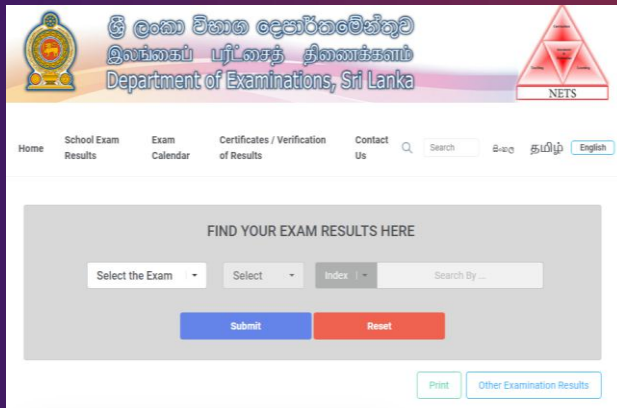 ශ්‍රී ලංකා විභාග දෙපාර්තමේන්තුව
இலங்கைப் பரீட்சைத் திணைக்களம்
Department of Examinations, Sri Lanka
NETS
Home
School Exam Results
Exam Calendar
Certificates / Verification of Results
Contact Us
Search
සිංහල
தமிழ்
English
FIND YOUR EXAM RESULTS HERE
Select the Exam
Select
Index
Search By ...
Submit
Reset
Print
Other Examination Results